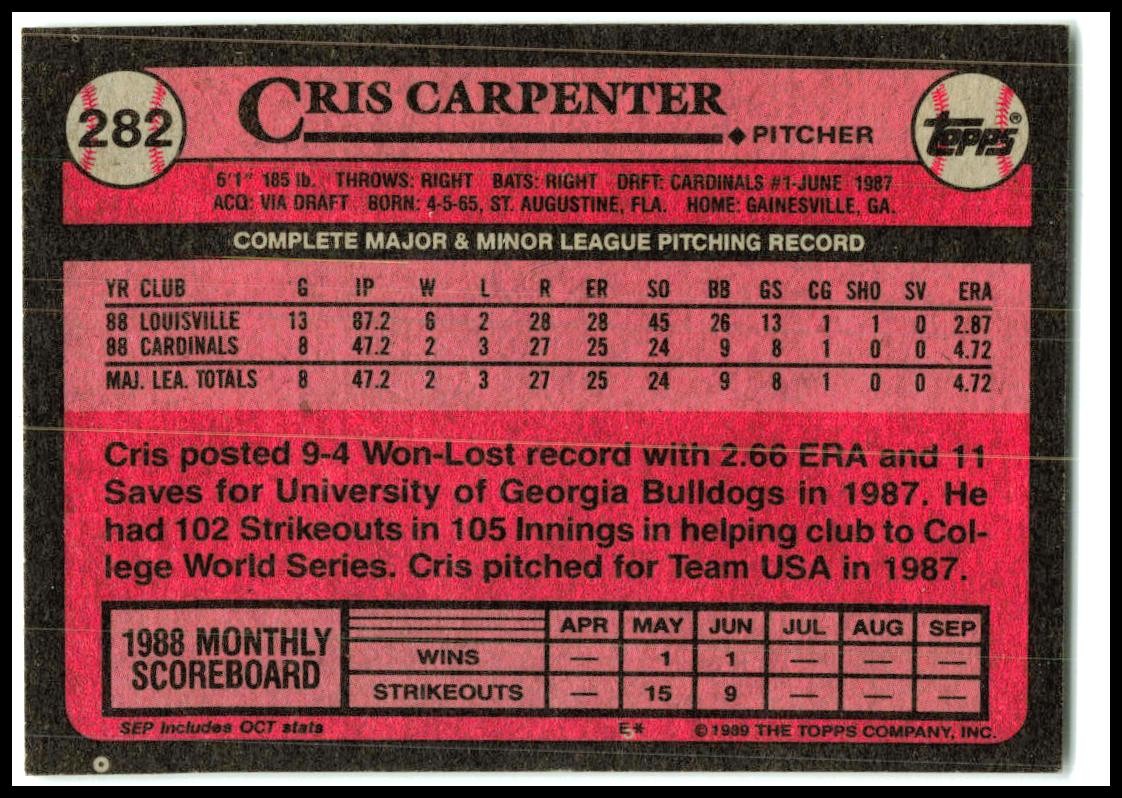 282
CRIS CARPENTER
◆ PITCHER
topps®
6'1" 185 lb. THROWS: RIGHT BATS: RIGHT DRFT: CARDINALS #1-JUNE 1987
ACQ: VIA DRAFT BORN: 4-5-65, ST. AUGUSTINE, FLA. HOME: GAINESVILLE, GA.
COMPLETE MAJOR & MINOR LEAGUE PITCHING RECORD
YR CLUB G IP W L R ER SO BB GS CG SHO SV ERA
88 LOUISVILLE 13 87.2 6 2 28 28 45 26 13 1 1 0 2.87
88 CARDINALS 8 47.2 2 3 27 25 24 9 8 1 0 0 4.72
MAJ. LEA. TOTALS 8 47.2 2 3 27 25 24 9 8 1 0 0 4.72
Cris posted 9-4 Won-Lost record with 2.66 ERA and 11
Saves for University of Georgia Bulldogs in 1987. He
had 102 Strikeouts in 105 Innings in helping club to Col-
lege World Series. Cris pitched for Team USA in 1987.
1988 MONTHLY
SCOREBOARD
APR MAY JUN JUL AUG SEP
WINS — 1 1 — — —
STRIKEOUTS — 15 9 — — —
SEP includes OCT stats
E*
© 1989 THE TOPPS COMPANY, INC.